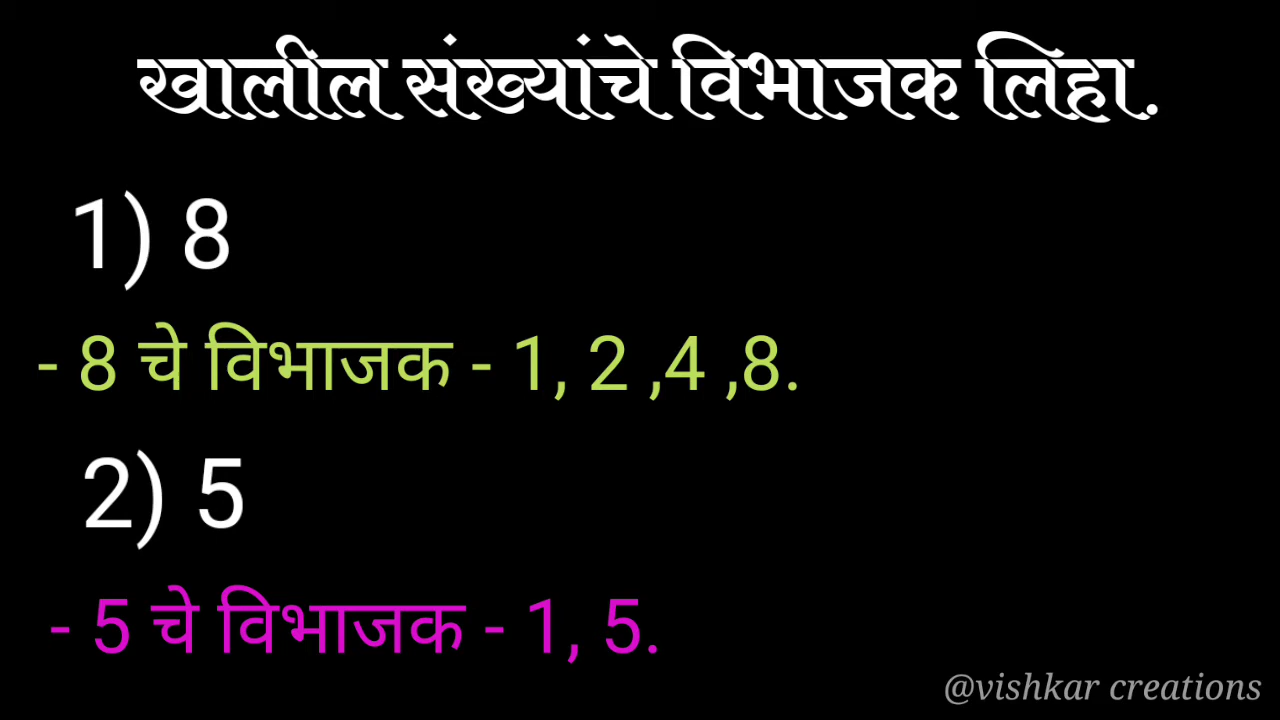 खालील संख्यांचे विभाजक लिहा.
1) 8
- 8 चे विभाजक - 1, 2 ,4 ,8.
2) 5
- 5 चे विभाजक - 1, 5.
@vishkar creations